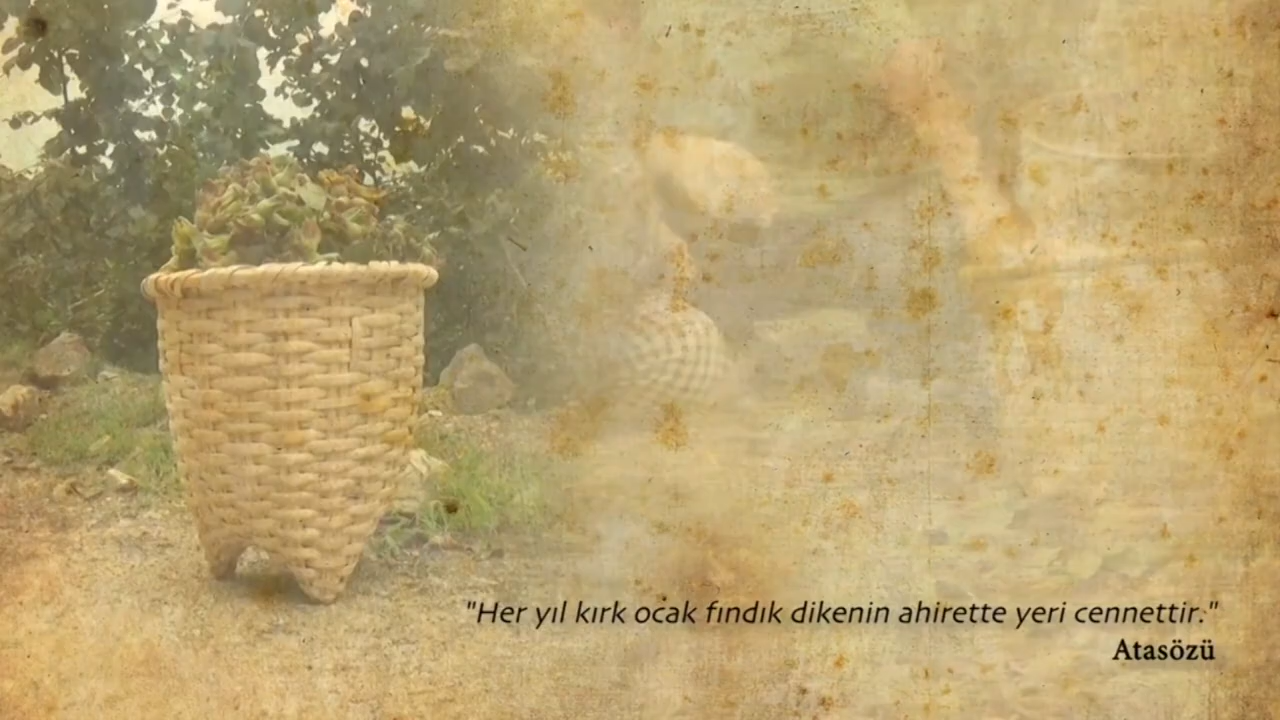 "Her yıl kırk ocak fındık dikenin ahirette yeri cennettir."
Atasözü